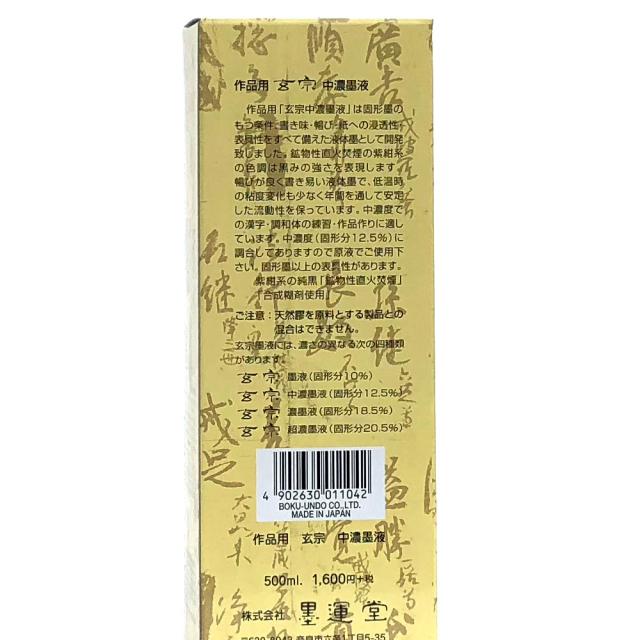 作品用 玄宗 中濃墨液
作品用「玄宗中濃墨液」は固形墨の
もつ条件、書き味・暢び・紙への浸透性・
表具性をすべて備えた液体墨として開発
致しました。鉱物性直火焚煙の紫紺系
の色調は黒みの強さを表現します。
暢びが良く書き易い液体墨で、低温時
の粘度変化も少なく年間を通して安定
した流動性を保っています。中濃度で
の漢字・調和体の練習・作品作りに適し
ています。中濃度(固形分12.5%)に
調合してありますので原液でご使用下
さい。固形墨以上の表具性があります。
紫紺系の純黒「鉱物性直火焚煙」
「合成糊剤使用」
ご注意:天然膠を原料とする製品との
混合はできません。
玄宗墨液には、濃さの異なる次の四種類
があります。
玄宗 墨液(固形分10%)
玄宗 中濃墨液(固形分12.5%)
玄宗 濃墨液(固形分18.5%)
玄宗 超濃墨液(固形分20.5%)
4 902630 011042
BOKU-UNDO CO.,LTD.
MADE IN JAPAN
作品用 玄宗 中濃墨液
500ml. 1,600円+税
株式会社 墨運堂